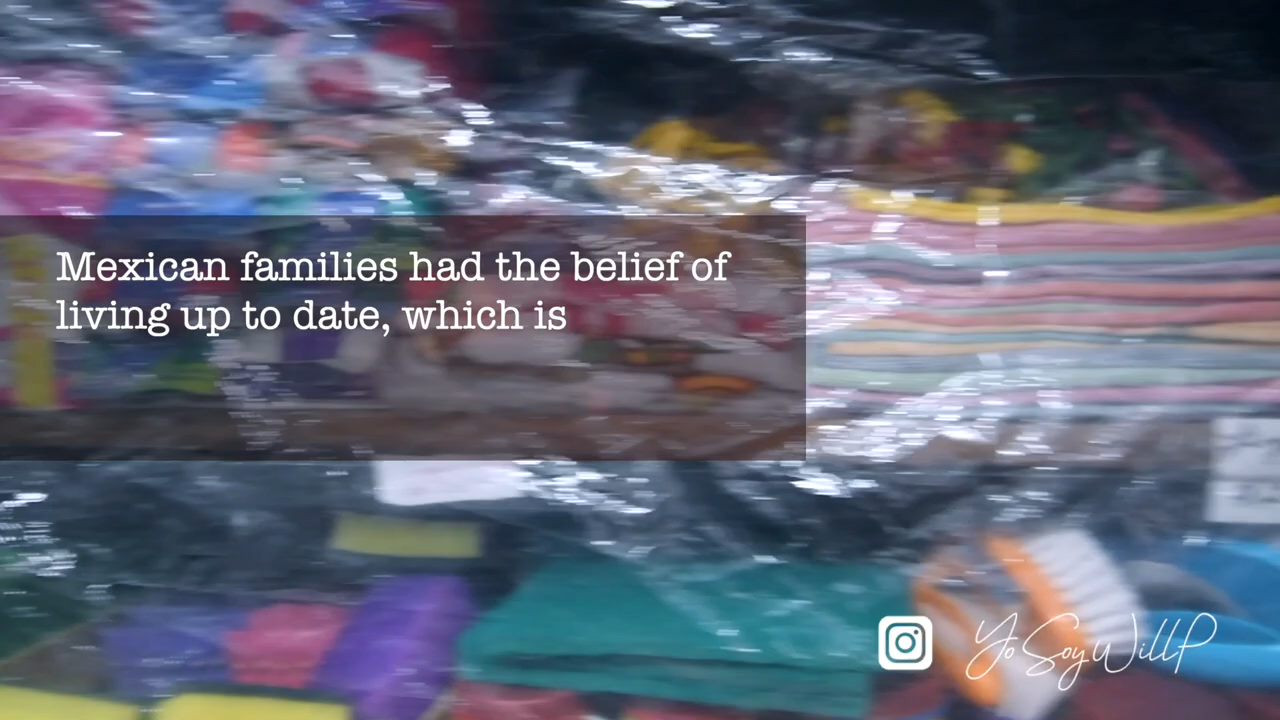 Mexican families had the belief of
living up to date, which is
YoSoyWillP